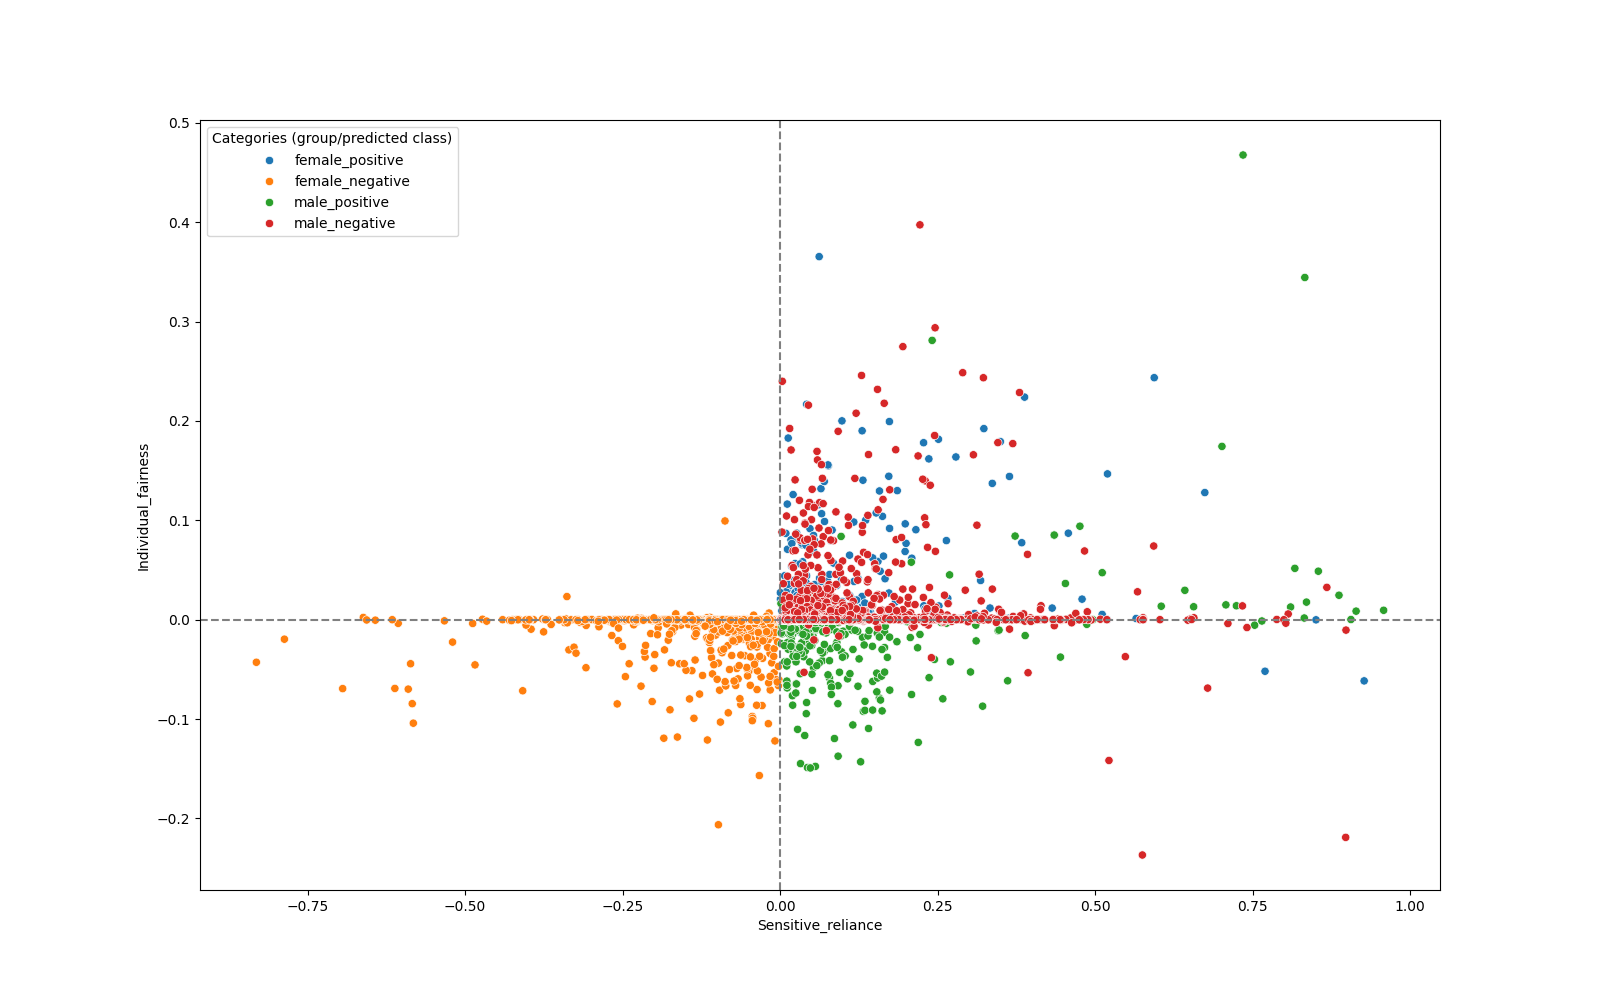 Categories (group/predicted class)
female_positive
female_negative
male_positive
male_negative
0.5
0.4
0.3
0.2
0.1
0.0
−0.1
−0.2
Individual_fairness
−0.75
−0.50
−0.25
0.00
0.25
0.50
0.75
1.00
Sensitive_reliance